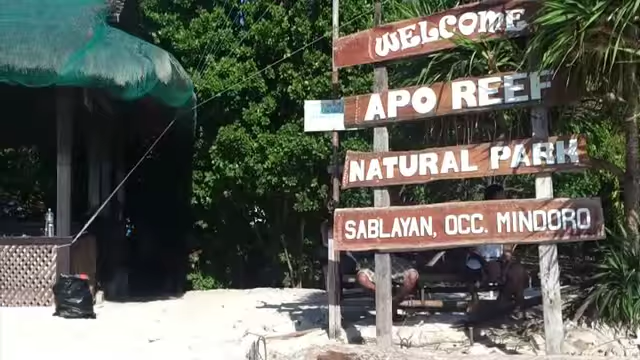 WELCOME
APO REEF
NATURAL PARK
SABLAYAN, OCC. MINDORO